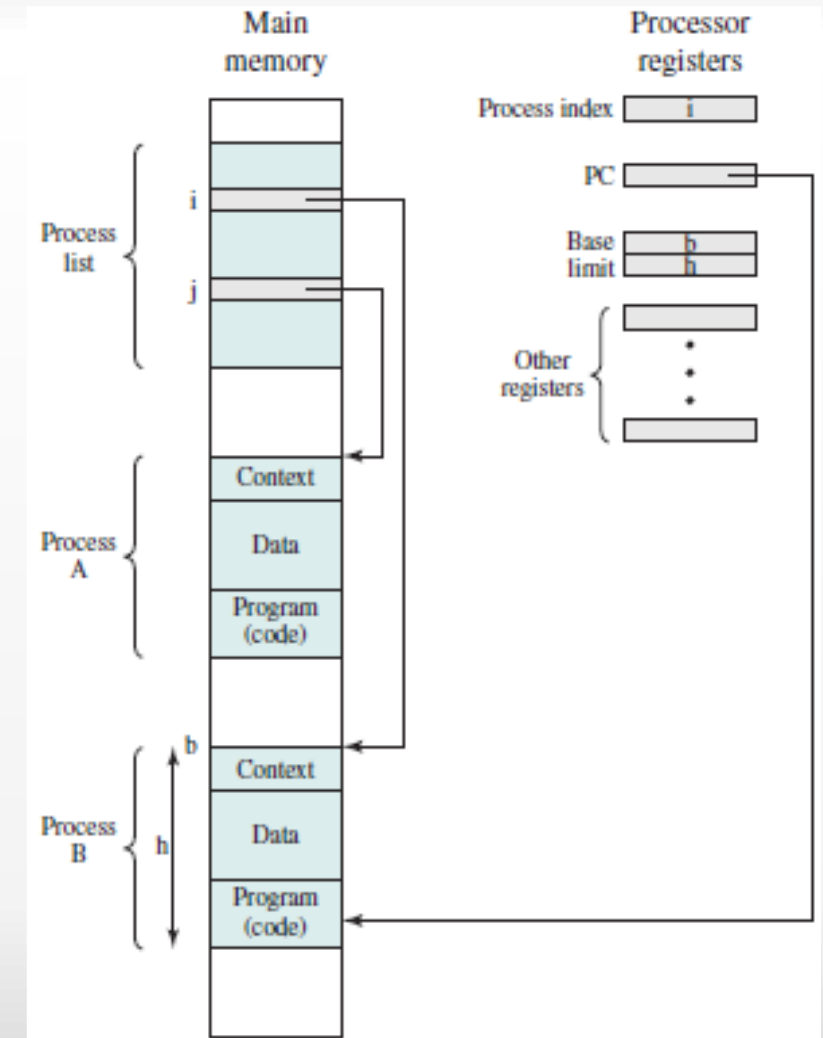 Main
memory
Processor
registers
Process index
i
PC
Base
limit
b
h
Other
registers
Process
list
i
j
Process
A
Context
Data
Program
(code)
Process
B
b
h
Context
Data
Program
(code)